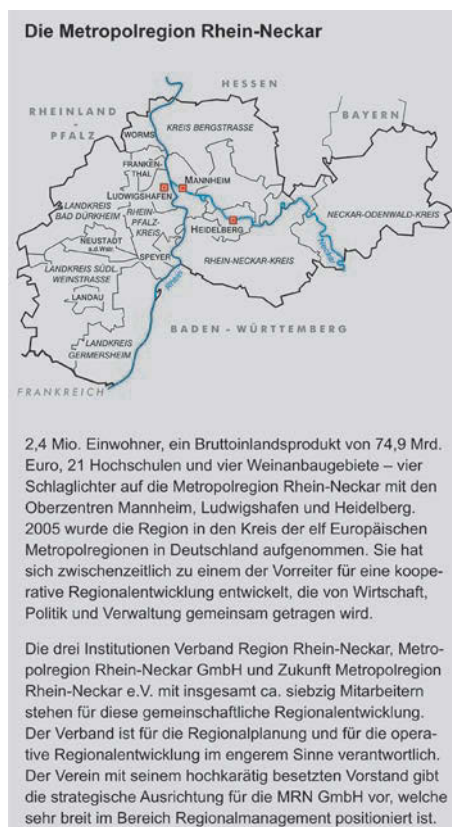 Die Metropolregion Rhein-Neckar
HESSEN
RHEINLAND
-
PFALZ
BAYERN
WORMS
KREIS BERGSTRASSE
FRANKEN-
THAL
MANNHEIM
LUDWIGSHAFEN
LANDKREIS
BAD DÜRKHEIM
RHEIN-
PFALZ-
KREIS
HEIDELBERG
NECKAR-ODENWALD-KREIS
Neckar
NEUSTADT
a.d.Wstr.
SPEYER
RHEIN-NECKAR-KREIS
LANDKREIS SÜDL.
WEINSTRASSE
Rhein
LANDAU
BADEN - WÜRTTEMBERG
LANDKREIS
GERMERSHEIM
FRANKREICH
2,4 Mio. Einwohner, ein Bruttoinlandsprodukt von 74,9 Mrd.
Euro, 21 Hochschulen und vier Weinanbaugebiete – vier
Schlaglichter auf die Metropolregion Rhein-Neckar mit den
Oberzentren Mannheim, Ludwigshafen und Heidelberg.
2005 wurde die Region in den Kreis der elf Europäischen
Metropolregionen in Deutschland aufgenommen. Sie hat
sich zwischenzeitlich zu einem der Vorreiter für eine koope-
rative Regionalentwicklung entwickelt, die von Wirtschaft,
Politik und Verwaltung gemeinsam getragen wird.
Die drei Institutionen Verband Region Rhein-Neckar, Metro-
polregion Rhein-Neckar GmbH und Zukunft Metropolregion
Rhein-Neckar e.V. mit insgesamt ca. siebzig Mitarbeitern
stehen für diese gemeinschaftliche Regionalentwicklung.
Der Verband ist für die Regionalplanung und für die opera-
tive Regionalentwicklung im engerem Sinne verantwortlich.
Der Verein mit seinem hochkarätig besetzten Vorstand gibt
die strategische Ausrichtung für die MRN GmbH vor, welche
sehr breit im Bereich Regionalmanagement positioniert ist.